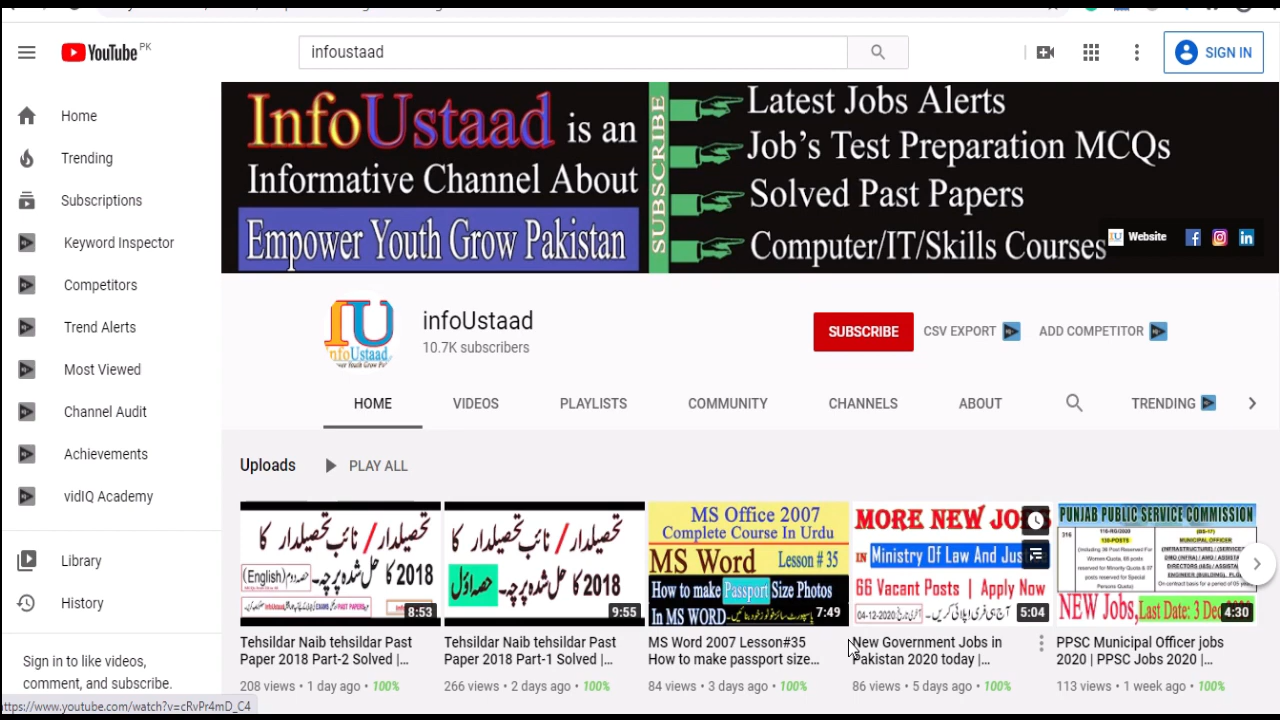 YouTube PK
infoustaad
SIGN IN
Home
Trending
Subscriptions
Keyword Inspector
Competitors
Trend Alerts
Most Viewed
Channel Audit
Achievements
vidIQ Academy
Library
History
Sign in to like videos,
comment, and subscribe.
https://www.youtube.com/watch?v=cRvPr4mD_C4
InfoUstaad is an
Informative Channel About
Empower Youth Grow Pakistan
SUBSCRIBE
Latest Jobs Alerts
Job's Test Preparation MCQs
Solved Past Papers
Computer/IT/Skills Courses
Website
IU
infoUstaad
10.7K subscribers
SUBSCRIBE
CSV EXPORT
ADD COMPETITOR
HOME
VIDEOS
PLAYLISTS
COMMUNITY
CHANNELS
ABOUT
TRENDING
Uploads
PLAY ALL
تحصیلدار/نائب تحصیلدار کا
2018 کا حل شدہ پرچہ۔ حصہ دوم (English)
8:53
Tehsildar Naib tehsildar Past
Paper 2018 Part-2 Solved |...
208 views • 1 day ago • 100%
تحصیلدار/نائب تحصیلدار کا
2018 کا حل شدہ پرچہ۔ حصہ اوّل
9:55
Tehsildar Naib tehsildar Past
Paper 2018 Part-1 Solved |...
266 views • 2 days ago • 100%
MS Office 2007
Complete Course In Urdu
MS Word Lesson # 35
How to make Passport Size Photos
In MS WORD
7:49
MS Word 2007 Lesson#35
How to make passport size...
84 views • 3 days ago • 100%
MORE NEW JO
IN Ministry Of Law And Jus
66 Vacant Posts | Apply Now
5:04
New Government Jobs in
Pakistan 2020 today |...
86 views • 5 days ago • 100%
PUNJAB PUBLIC SERVICE COMMISSION
NEW Jobs, Last Date: 3 Dec
4:30
PPSC Municipal Officer jobs
2020 | PPSC Jobs 2020 |...
113 views • 1 week ago • 100%